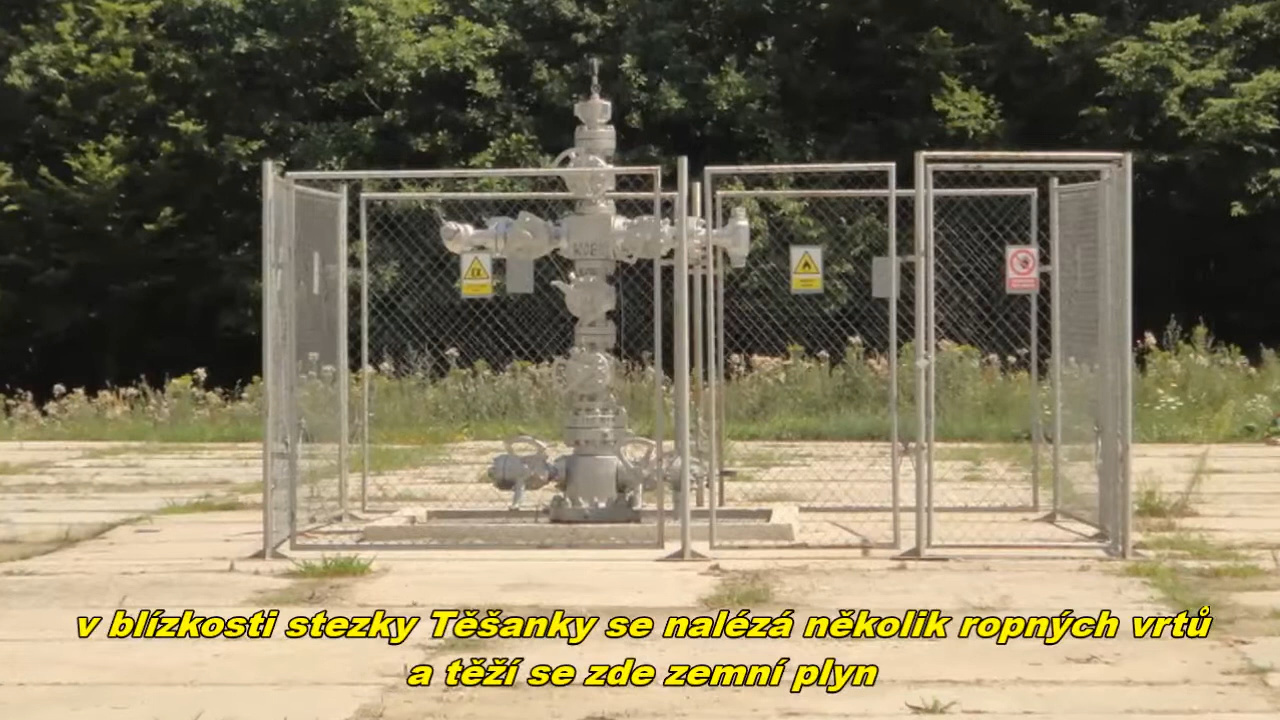 v blízkosti stezky Těšanky se nalézá několik ropných vrtů
a těží se zde zemní plyn